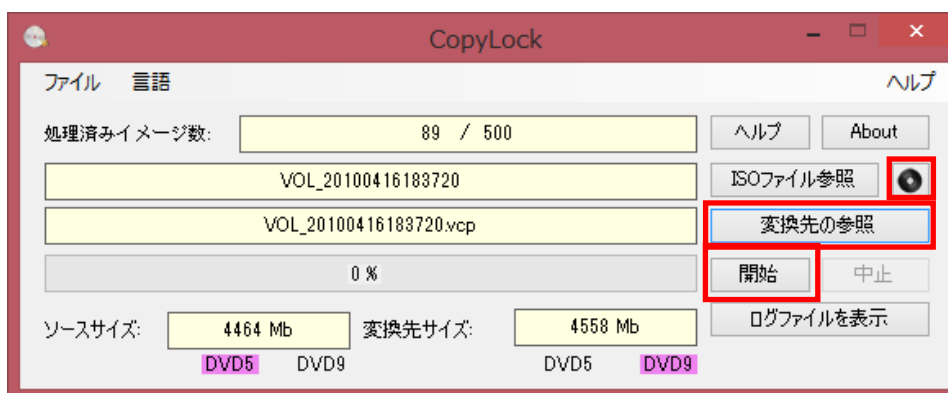 CopyLock
ファイル 言語 ヘルプ
処理済みイメージ数: 89 / 500 ヘルプ About
VOL_20100416183720 ISOファイル参照
VOL_20100416183720.vcp 変換先の参照
0 % 開始 中止
ログファイルを表示
ソースサイズ: 4464 Mb 変換先サイズ: 4558 Mb
DVD5 DVD9 DVD5 DVD9